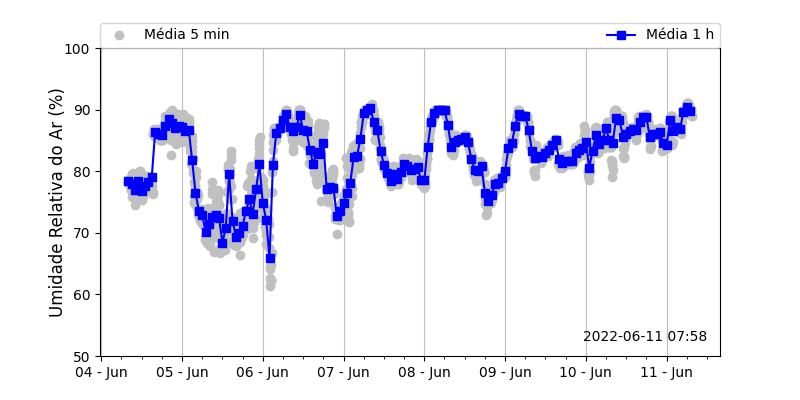 Média 5 min
Média 1 h
Umidade Relativa do Ar (%)
100
90
80
70
60
50
2022-06-11 07:58
04 - Jun
05 - Jun
06 - Jun
07 - Jun
08 - Jun
09 - Jun
10 - Jun
11 - Jun